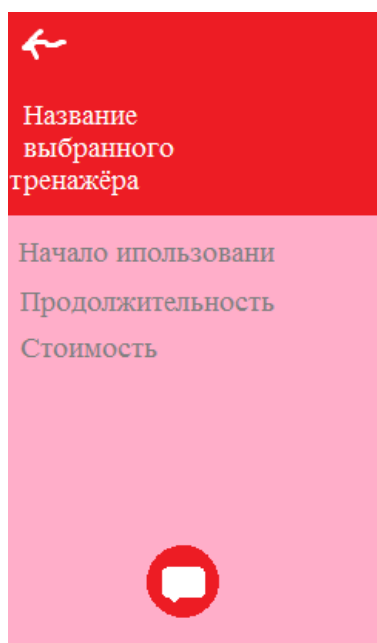 Название
выбранного
тренажёра
Начало ипользовани
Продолжительность
Стоимость